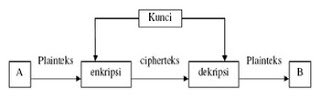 Kunci
Plainteks
cipherteks
Plainteks
A
enkripsi
dekripsi
B